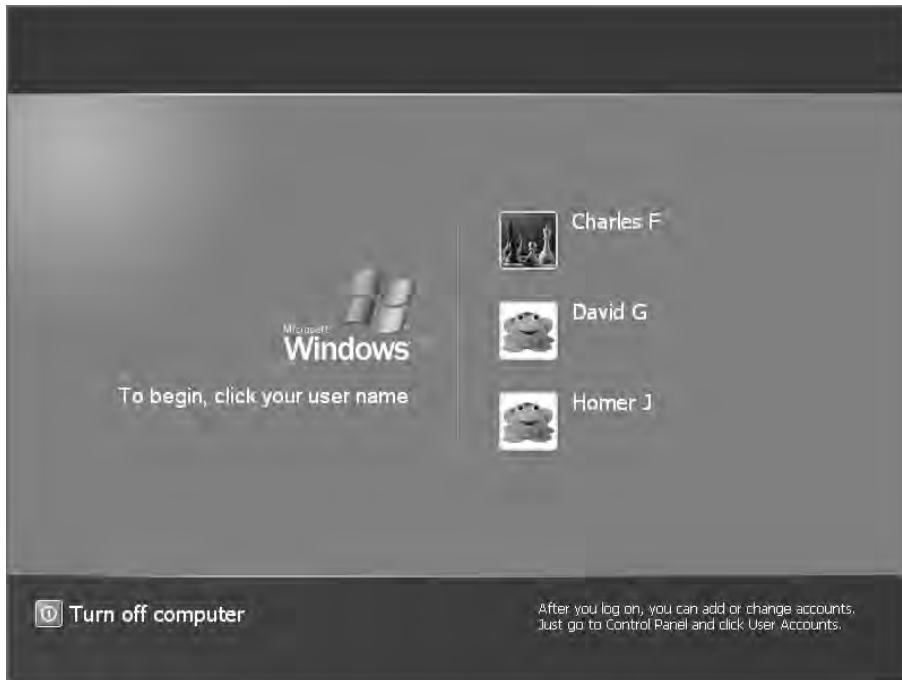 Microsoft
Windows
To begin, click your user name
Charles F
David G
Homer J
Turn off computer
After you log on, you can add or change accounts.
Just go to Control Panel and click User Accounts.